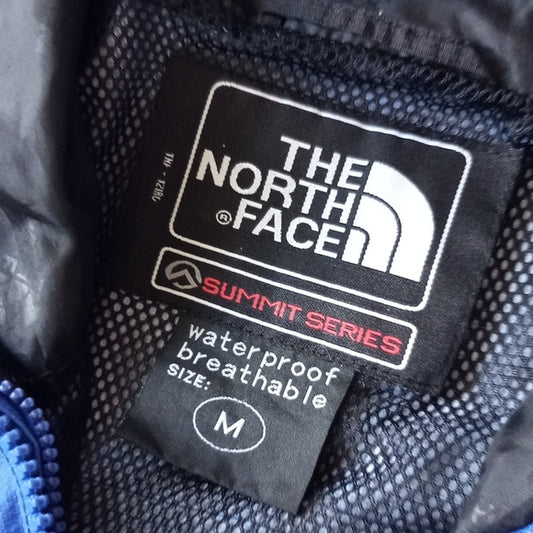 THE
NORTH
® FACE
SUMMIT SERIES
waterproof
breathable
SIZE:
M